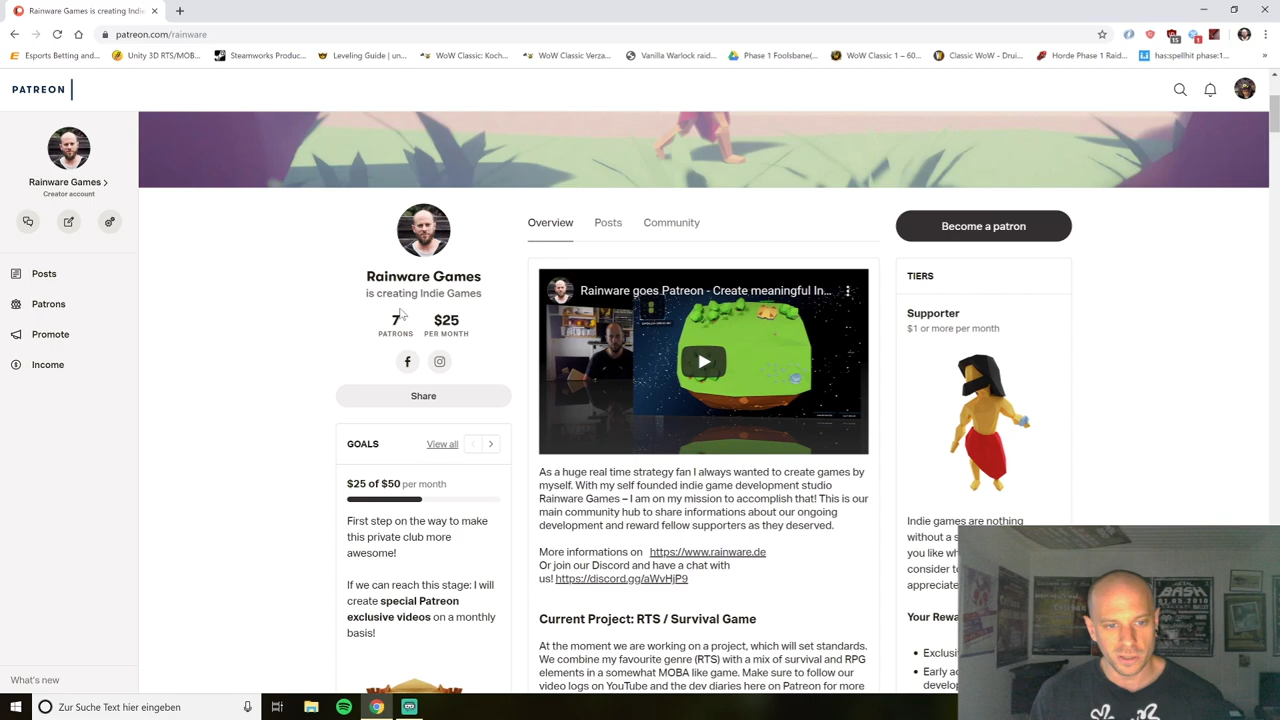 Rainware Games is creating Indie
patreon.com/rainware
Esports Betting and...
Unity 3D RTS/MOB...
Steamworks Produc...
Leveling Guide | un...
WoW Classic: Koch...
WoW Classic Verza...
Vanilla Warlock raid...
Phase 1 Foolsbane(...
WoW Classic 1 – 60...
Classic WoW - Drui...
Horde Phase 1 Raid...
has:spellhit phase:1...
PATREON
Rainware Games
Creator account
Posts
Patrons
Promote
Income
What's new
Rainware Games
is creating Indie Games
7 $25
PATRONS PER MONTH
Share
GOALS View all
$25 of $50 per month
First step on the way to make
this private club more
awesome!
If we can reach this stage: I will
create special Patreon
exclusive videos on a monthly
basis!
Overview Posts Community
Rainware goes Patreon - Create meaningful In...
As a huge real time strategy fan I always wanted to create games by
myself. With my self founded indie game development studio
Rainware Games – I am on my mission to accomplish that! This is our
main community hub to share informations about our ongoing
development and reward fellow supporters as they deserved.
More informations on https://www.rainware.de
Or join our Discord and have a chat with
us! https://discord.gg/aWvHjP9
Current Project: RTS / Survival Game
At the moment we are working on a project, which will set standards.
We combine my favourite genre (RTS) with a mix of survival and RPG
elements in a somewhat MOBA like game. Make sure to follow our
video logs on YouTube and the dev diaries here on Patreon for more
Become a patron
TIERS
Supporter
$1 or more per month
Indie games are nothing
without a s
you like wh
consider to
appreciate
Your Rewa
Exclusi
Early a
develop
BASH
Zur Suche Text hier eingeben